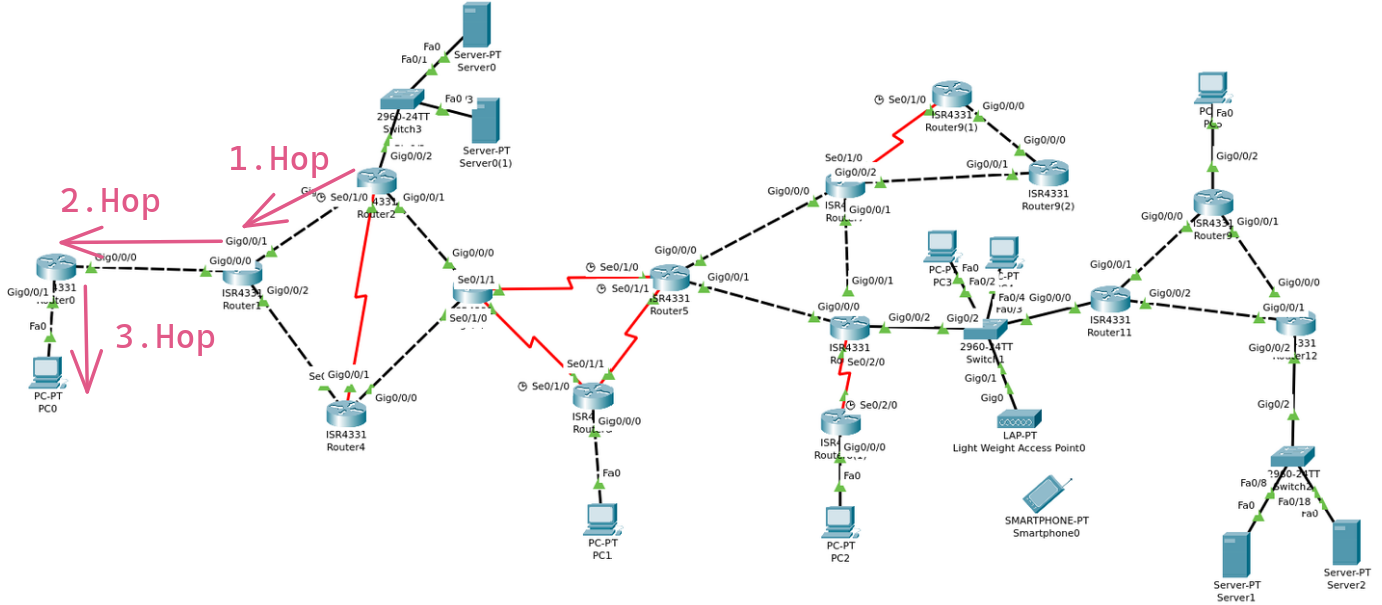 Fa0
Fa0/1
Server-PT
Server0
2960-24TT
Switch3
Server-PT
Server0(1)
Gig0/0/2
1.Hop
Se0/1/0
Router2
Gig0/0/1
2.Hop
Gig0/0/1
Gig0/0/0
Gig0/0/0
ISR4331
Gig0/0/2
Gig0/0/1
Fa0
PC-PT
PC0
3.Hop
Gig0/0/1
Gig0/0/0
ISR4331
Router4
Gig0/0/0
Se0/1/1
Se0/1/0
Se0/1/0
Se0/1/1
Gig0/0/0
Gig0/0/1
ISR4331
Router5
Se0/1/1
Se0/1/0
Gig0/0/0
Fa0
PC-PT
PC1
Se0/1/0
Gig0/0/0
ISR4331
Router9(1)
Se0/1/0
Gig0/0/2
Gig0/0/0
Gig0/0/1
Gig0/0/0
Gig0/0/1
ISR4331
Router9(2)
Gig0/0/1
Gig0/0/0
Gig0/0/2
ISR4331
Se0/2/0
Se0/2/0
Gig0/0/0
Fa0
PC-PT
PC2
PC3
Fa0
Fa0/2
Fa0/4
Fa0/3
Gig0/2
2960-24TT
Switch1
Gig0/1
Gig0
LAP-PT
Light Weight Access Point0
SMARTPHONE-PT
Smartphone0
Gig0/0/0
Gig0/0/1
Gig0/0/2
ISR4331
Router11
Fa0
Gig0/0/2
Gig0/0/0
Gig0/0/1
ISR4331
Gig0/0/0
Gig0/0/1
Gig0/0/2
Gig0/2
2960-24TT
Switch2
Fa0/8
Fa0/18
Fa0
Fa0
Server-PT
Server1
Server-PT
Server2